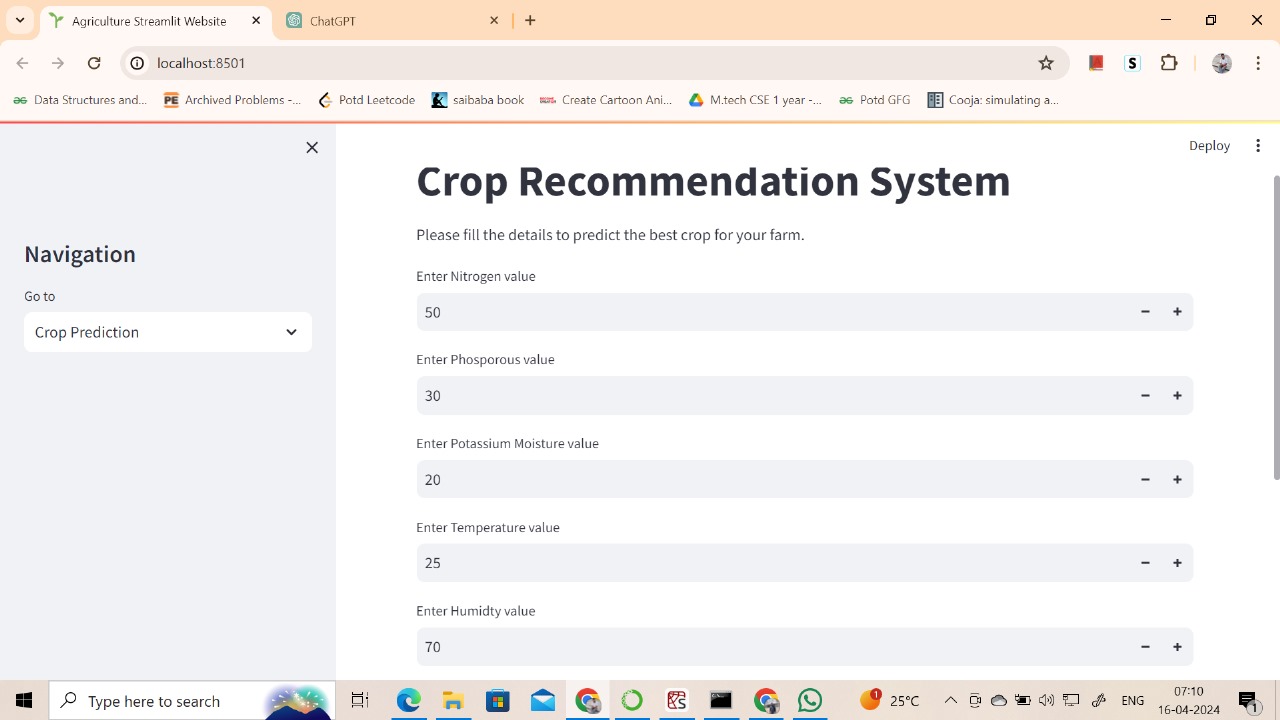 Agriculture Streamlit Website
ChatGPT
localhost:8501
Data Structures and...
PE Archived Problems -...
Potd Leetcode
saibaba book
Create Cartoon Ani...
M.tech CSE 1 year -...
Potd GFG
Cooja: simulating a...
S
Deploy
Navigation
Go to
Crop Prediction
Crop Recommendation System
Please fill the details to predict the best crop for your farm.
Enter Nitrogen value
50
Enter Phosporous value
30
Enter Potassium Moisture value
20
Enter Temperature value
25
Enter Humidty value
70
Type here to search
1
25°C
ENG
07:10
16-04-2024
1